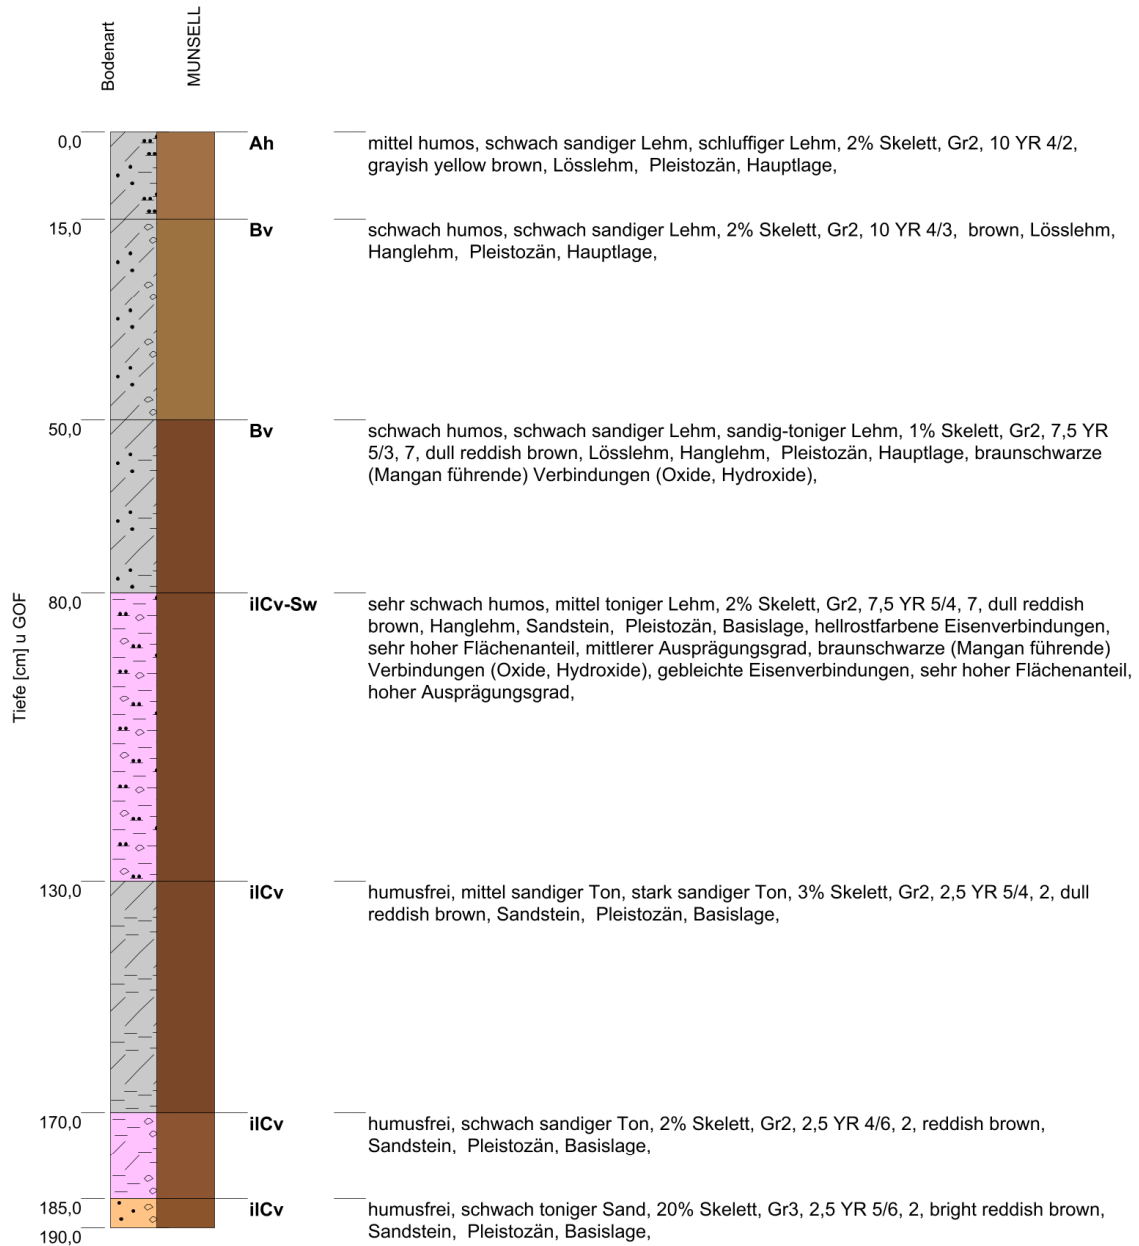 Bodenart
MUNSELL
Tiefe [cm] u GOF
0,0
Ah
mittel humos, schwach sandiger Lehm, schluffiger Lehm, 2% Skelett, Gr2, 10 YR 4/2,
grayish yellow brown, Lösslehm, Pleistozän, Hauptlage,
15,0
Bv
schwach humos, schwach sandiger Lehm, 2% Skelett, Gr2, 10 YR 4/3, brown, Lösslehm,
Hanglehm, Pleistozän, Hauptlage,
50,0
Bv
schwach humos, schwach sandiger Lehm, sandig-toniger Lehm, 1% Skelett, Gr2, 7,5 YR
5/3, 7, dull reddish brown, Lösslehm, Hanglehm, Pleistozän, Hauptlage, braunschwarze
(Mangan führende) Verbindungen (Oxide, Hydroxide),
80,0
ilCv-Sw
sehr schwach humos, mittel toniger Lehm, 2% Skelett, Gr2, 7,5 YR 5/4, 7, dull reddish
brown, Hanglehm, Sandstein, Pleistozän, Basislage, hellrostfarbene Eisenverbindungen,
sehr hoher Flächenanteil, mittlerer Ausprägungsgrad, braunschwarze (Mangan führende)
Verbindungen (Oxide, Hydroxide), gebleichte Eisenverbindungen, sehr hoher Flächenanteil,
hoher Ausprägungsgrad,
130,0
ilCv
humusfrei, mittel sandiger Ton, stark sandiger Ton, 3% Skelett, Gr2, 2,5 YR 5/4, 2, dull
reddish brown, Sandstein, Pleistozän, Basislage,
170,0
ilCv
humusfrei, schwach sandiger Ton, 2% Skelett, Gr2, 2,5 YR 4/6, 2, reddish brown,
Sandstein, Pleistozän, Basislage,
185,0
ilCv
humusfrei, schwach toniger Sand, 20% Skelett, Gr3, 2,5 YR 5/6, 2, bright reddish brown,
Sandstein, Pleistozän, Basislage,
190,0